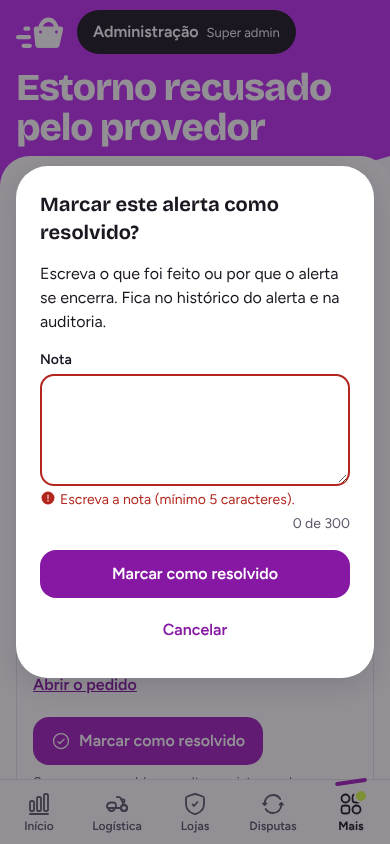 Administração Super admin
Estorno recusado
pelo provedor
Marcar este alerta como
resolvido?
Escreva o que foi feito ou por que o alerta
se encerra. Fica no histórico do alerta e na
auditoria.
Nota
Escreva a nota (mínimo 5 caracteres).
0 de 300
Marcar como resolvido
Cancelar
Abrir o pedido
Marcar como resolvido
Início
Logística
Lojas
Disputas
Mais